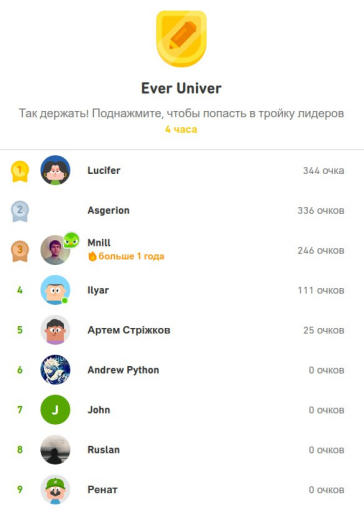 Ever Univer
Так держать! Поднажмите, чтобы попасть в тройку лидеров
4 часа
1 Lucifer 344 очка
2 Asgerion 336 очков
3 Mnill 246 очков
больше 1 года
4 Ilyar 111 очков
5 Артем Стріжков 25 очков
6 Andrew Python 0 очков
7 J John 0 очков
8 Ruslan 0 очков
9 Ренат 0 очков